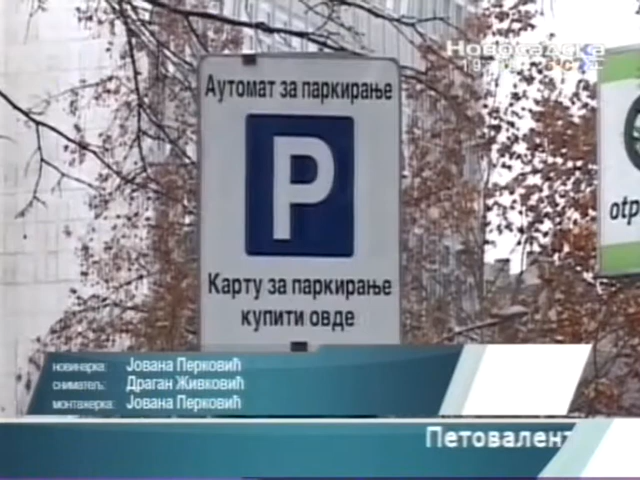 Новосадска
Аутомат за паркирање
P
Карту за паркирање
купити овде
otp
новинарка: Јована Перковић
сниматељ: Драган Живковић
монтажерка: Јована Перковић
Петовалент